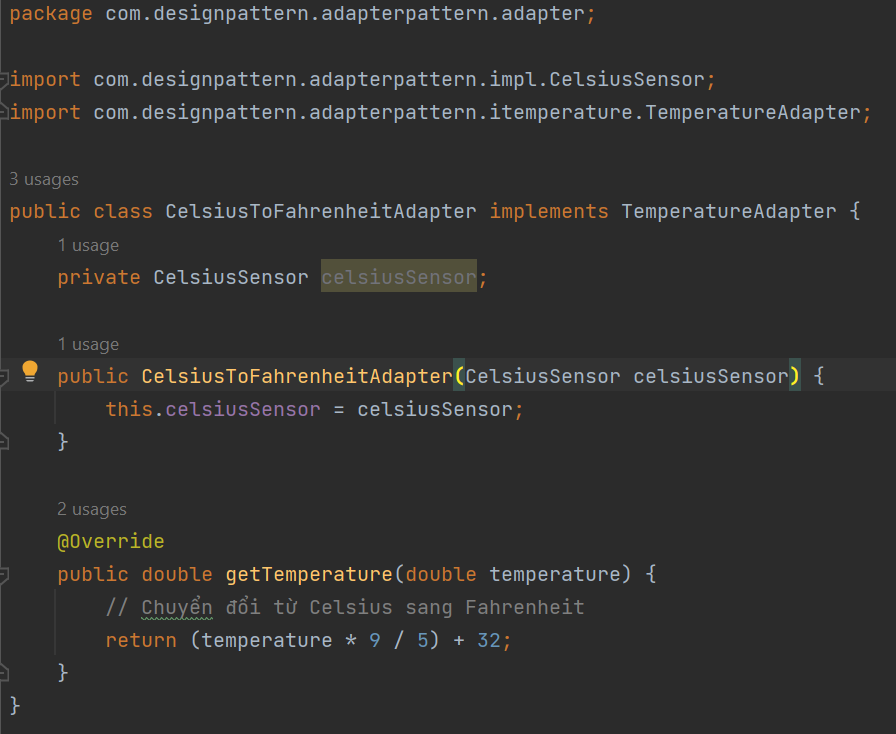 package com.designpattern.adapterpattern.adapter;
import com.designpattern.adapterpattern.impl.CelsiusSensor;
import com.designpattern.adapterpattern.itemperature.TemperatureAdapter;
3 usages
public class CelsiusToFahrenheitAdapter implements TemperatureAdapter {
1 usage
private CelsiusSensor celsiusSensor;
1 usage
public CelsiusToFahrenheitAdapter(CelsiusSensor celsiusSensor) {
this.celsiusSensor = celsiusSensor;
}
2 usages
@Override
public double getTemperature(double temperature) {
// Chuyển đổi từ Celsius sang Fahrenheit
return (temperature * 9 / 5) + 32;
}
}